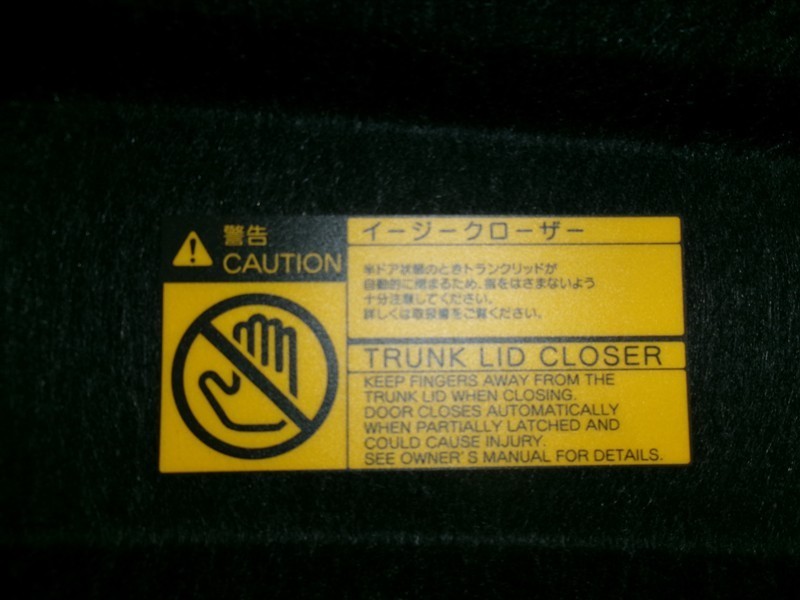 警告
CAUTION
イージークローザー
半ドア状態のときトランクリッドが
自動的に閉まるため、指をはさまないよう
十分注意してください。
詳しくは取扱書をご覧ください。
TRUNK LID CLOSER
KEEP FINGERS AWAY FROM THE
TRUNK LID WHEN CLOSING.
DOOR CLOSES AUTOMATICALLY
WHEN PARTIALLY LATCHED AND
COULD CAUSE INJURY.
SEE OWNER'S MANUAL FOR DETAILS.